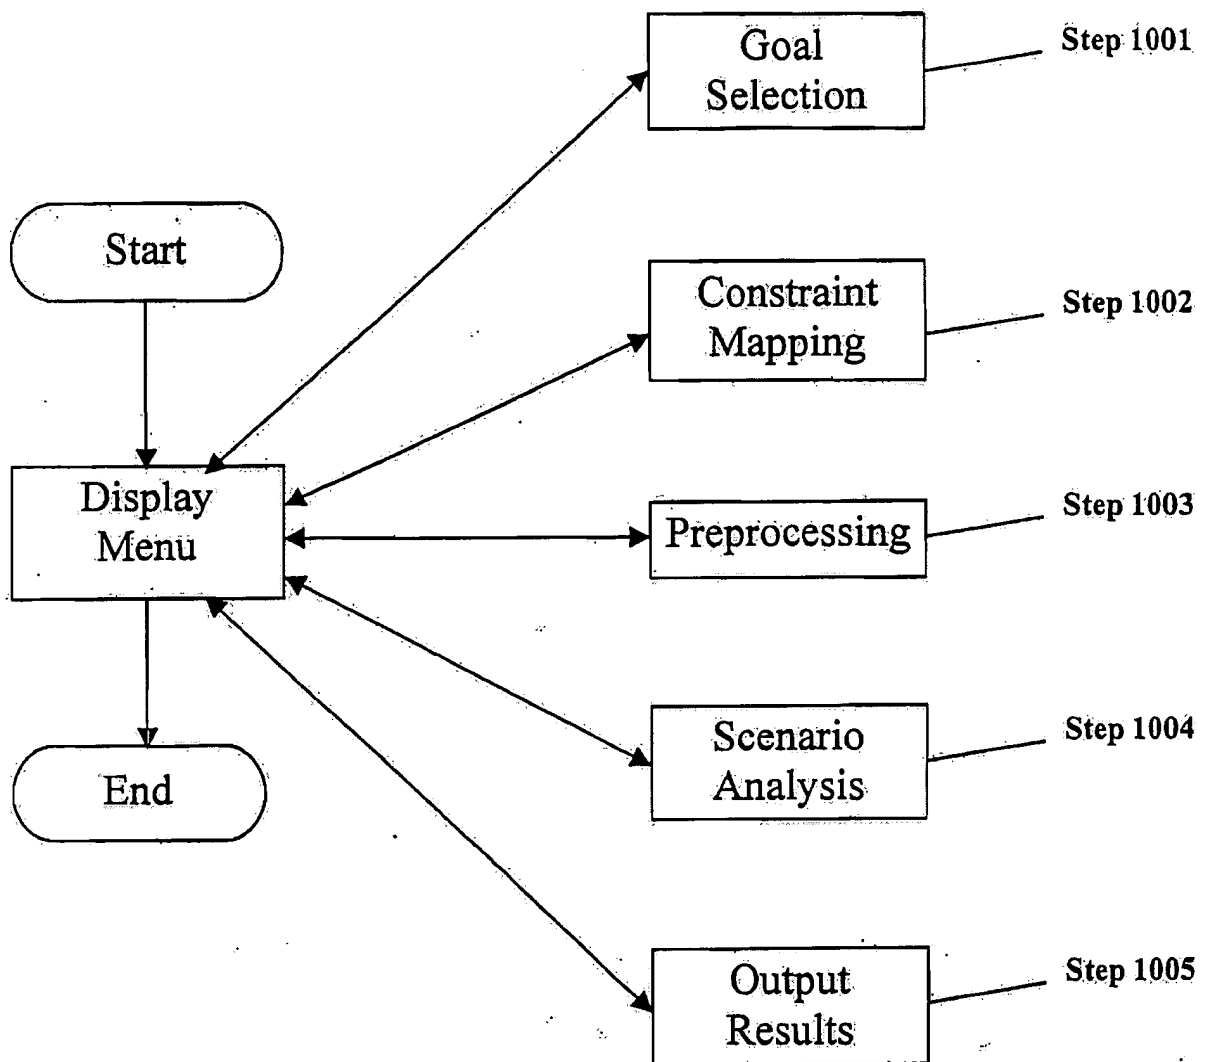 Goal
Selection
Step 1001
Start
Constraint
Mapping
Step 1002
Display
Menu
Preprocessing
Step 1003
Scenario
Analysis
Step 1004
End
Output
Results
Step 1005